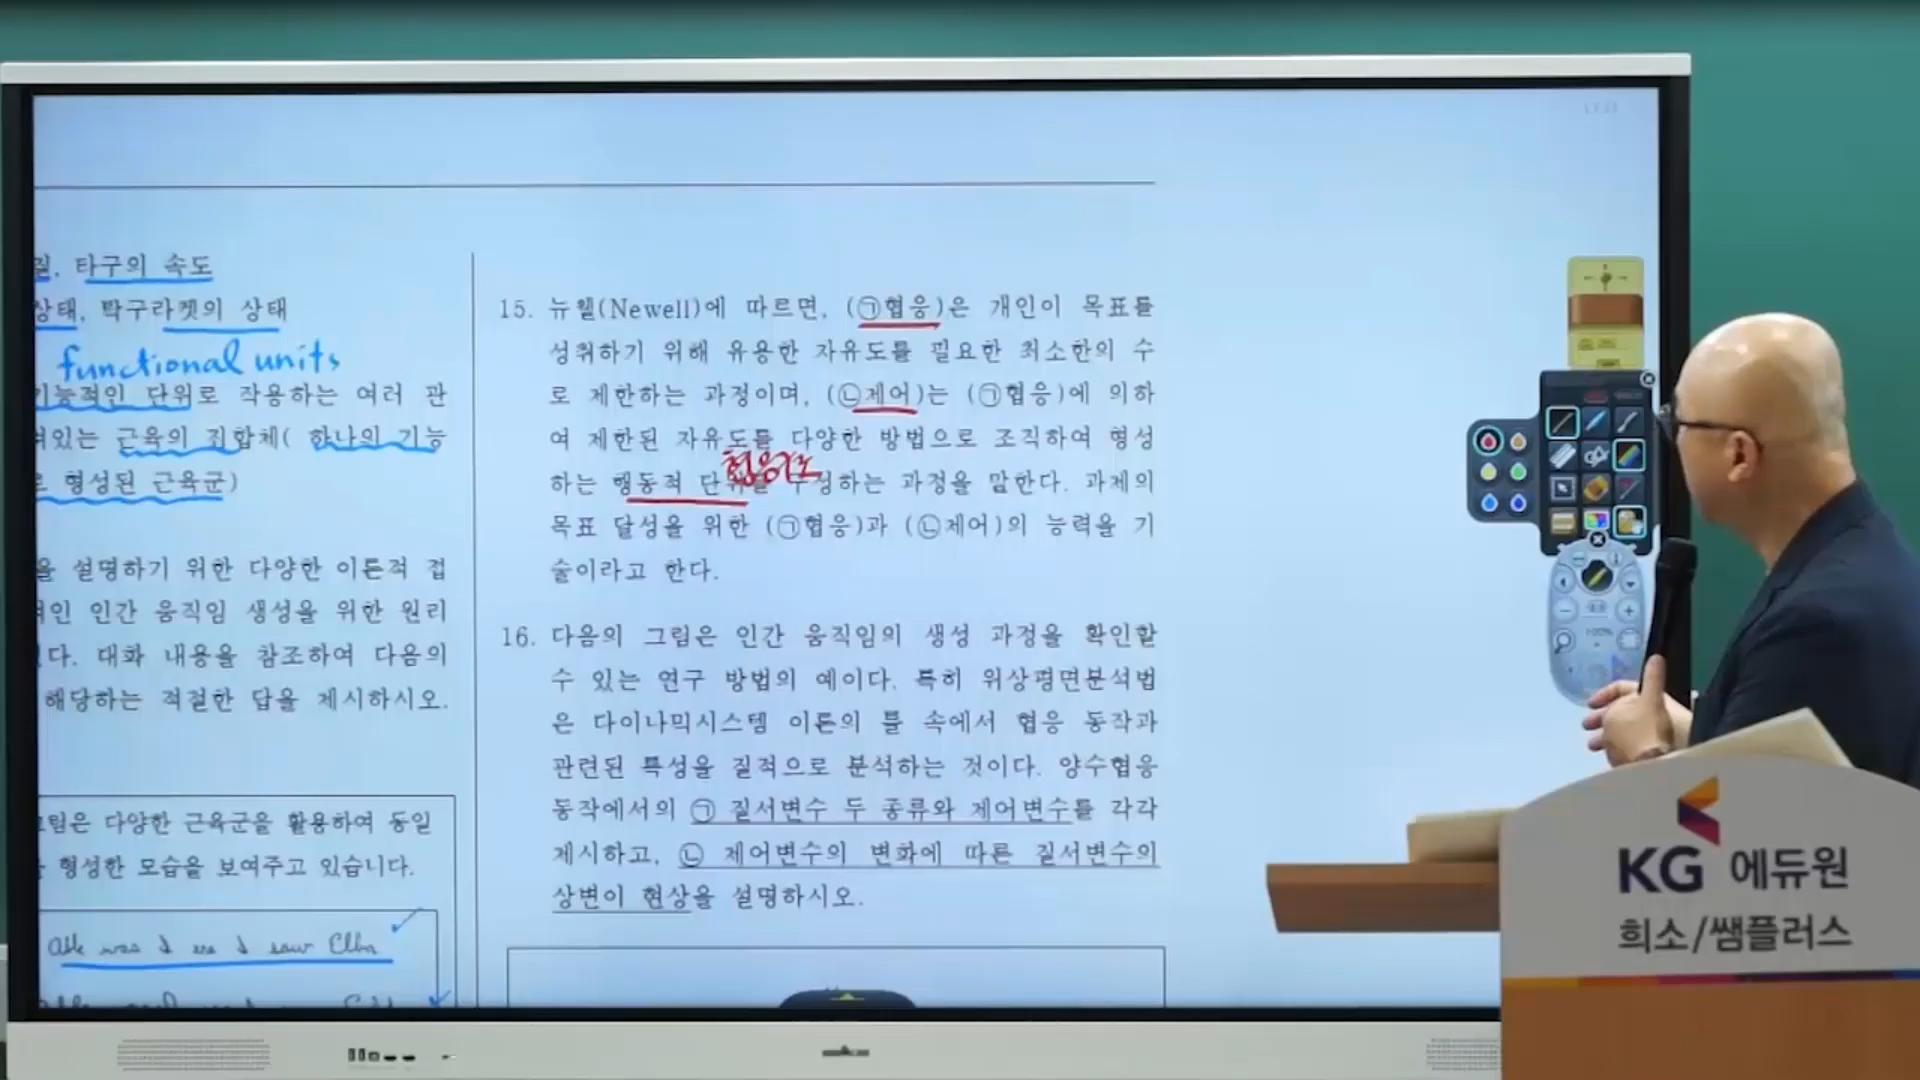 질, 타구의 속도
상태, 탁구라켓의 상태
functional units
기능적인 단위로 작용하는 여러 관
여있는 근육의 집합체( 하나의 기능
로 형성된 근육군)
을 설명하기 위한 다양한 이론적 접
적인 인간 움직임 생성을 위한 원리
다. 대화 내용을 참조하여 다음의
해당하는 적절한 답을 제시하시오.
그림은 다양한 근육군을 활용하여 동일
형성한 모습을 보여주고 있습니다.
Able was I ere I saw Elba
15. 뉴웰(Newell)에 따르면, (㉠협응)은 개인이 목표를
성취하기 위해 유용한 자유도를 필요한 최소한의 수
로 제한하는 과정이며, (㉡제어)는 (㉠협응)에 의하
여 제한된 자유도를 다양한 방법으로 조직하여 형성
협응구조
하는 행동적 단위를 수정하는 과정을 말한다. 과제의
목표 달성을 위한 (㉠협응)과 (㉡제어)의 능력을 기
술이라고 한다.
16. 다음의 그림은 인간 움직임의 생성 과정을 확인할
수 있는 연구 방법의 예이다. 특히 위상평면분석법
은 다이나믹시스템 이론의 틀 속에서 협응 동작과
관련된 특성을 질적으로 분석하는 것이다. 양수협응
동작에서의 ㉠ 질서변수 두 종류와 제어변수를 각각
제시하고, ㉡ 제어변수의 변화에 따른 질서변수의
상변이 현상을 설명하시오.
100%
KG 에듀원
희소/쌤플러스